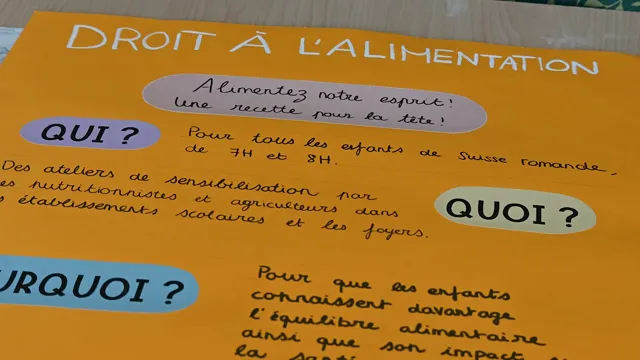 DROIT À L'ALIMENTATION
Alimentez notre esprit!
Une recette pour la tête!
QUI ?
Pour tous les enfants de Suisse romande,
de 7H et 8H.
Des ateliers de sensibilisation par
es nutritionnistes et agriculteurs dans
s établissements scolaires et les foyers.
QUOI ?
URQUOI ?
Pour que les enfants
connaissent davantage
l'équilibre alimentaire
ainsi que son impact
la santé